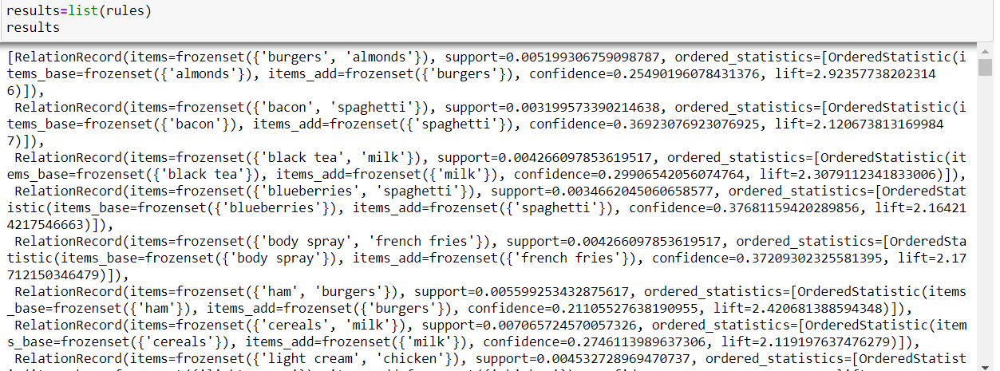 results=list(rules)
results
[RelationRecord(items=frozenset({'burgers', 'almonds'}), support=0.005199306759098787, ordered_statistics=[OrderedStatistic(i
tems_base=frozenset({'almonds'}), items_add=frozenset({'burgers'}), confidence=0.25490196078431376, lift=2.92357738202314
6)]),
RelationRecord(items=frozenset({'bacon', 'spaghetti'}), support=0.003199573390214638, ordered_statistics=[OrderedStatistic(i
tems_base=frozenset({'bacon'}), items_add=frozenset({'spaghetti'}), confidence=0.36923076923076925, lift=2.120673813169984
7)]),
RelationRecord(items=frozenset({'black tea', 'milk'}), support=0.004266097853619517, ordered_statistics=[OrderedStatistic(it
ems_base=frozenset({'black tea'}), items_add=frozenset({'milk'}), confidence=0.29906542056074764, lift=2.3079112341833006)]),
RelationRecord(items=frozenset({'blueberries', 'spaghetti'}), support=0.0034662045060658577, ordered_statistics=[OrderedStat
istic(items_base=frozenset({'blueberries'}), items_add=frozenset({'spaghetti'}), confidence=0.37681159420289856, lift=2.164214
217546663)]),
RelationRecord(items=frozenset({'body spray', 'french fries'}), support=0.004266097853619517, ordered_statistics=[OrderedSta
tistic(items_base=frozenset({'body spray'}), items_add=frozenset({'french fries'}), confidence=0.37209302325581395, lift=2.17
712150346479)]),
RelationRecord(items=frozenset({'ham', 'burgers'}), support=0.005599253432875617, ordered_statistics=[OrderedStatistic(items
_base=frozenset({'ham'}), items_add=frozenset({'burgers'}), confidence=0.21105527638190955, lift=2.420681388594348)]),
RelationRecord(items=frozenset({'cereals', 'milk'}), support=0.007065724570057326, ordered_statistics=[OrderedStatistic(item
s_base=frozenset({'cereals'}), items_add=frozenset({'milk'}), confidence=0.2746113989637306, lift=2.119197637476279)]),
RelationRecord(items=frozenset({'light cream', 'chicken'}), support=0.004532728969470737, ordered_statistics=[OrderedStatist